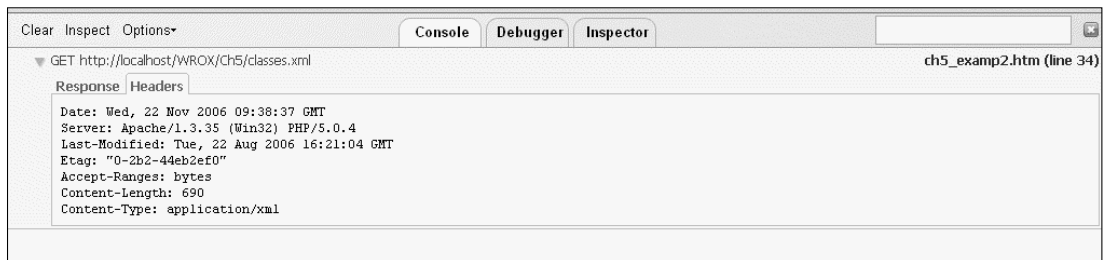 Clear Inspect Options▾ Console Debugger Inspector
GET http://localhost/WROX/Ch5/classes.xml ch5_examp2.htm (line 34)
Response Headers
Date: Wed, 22 Nov 2006 09:38:37 GMT
Server: Apache/1.3.35 (Win32) PHP/5.0.4
Last-Modified: Tue, 22 Aug 2006 16:21:04 GMT
Etag: "0-2b2-44eb2ef0"
Accept-Ranges: bytes
Content-Length: 690
Content-Type: application/xml